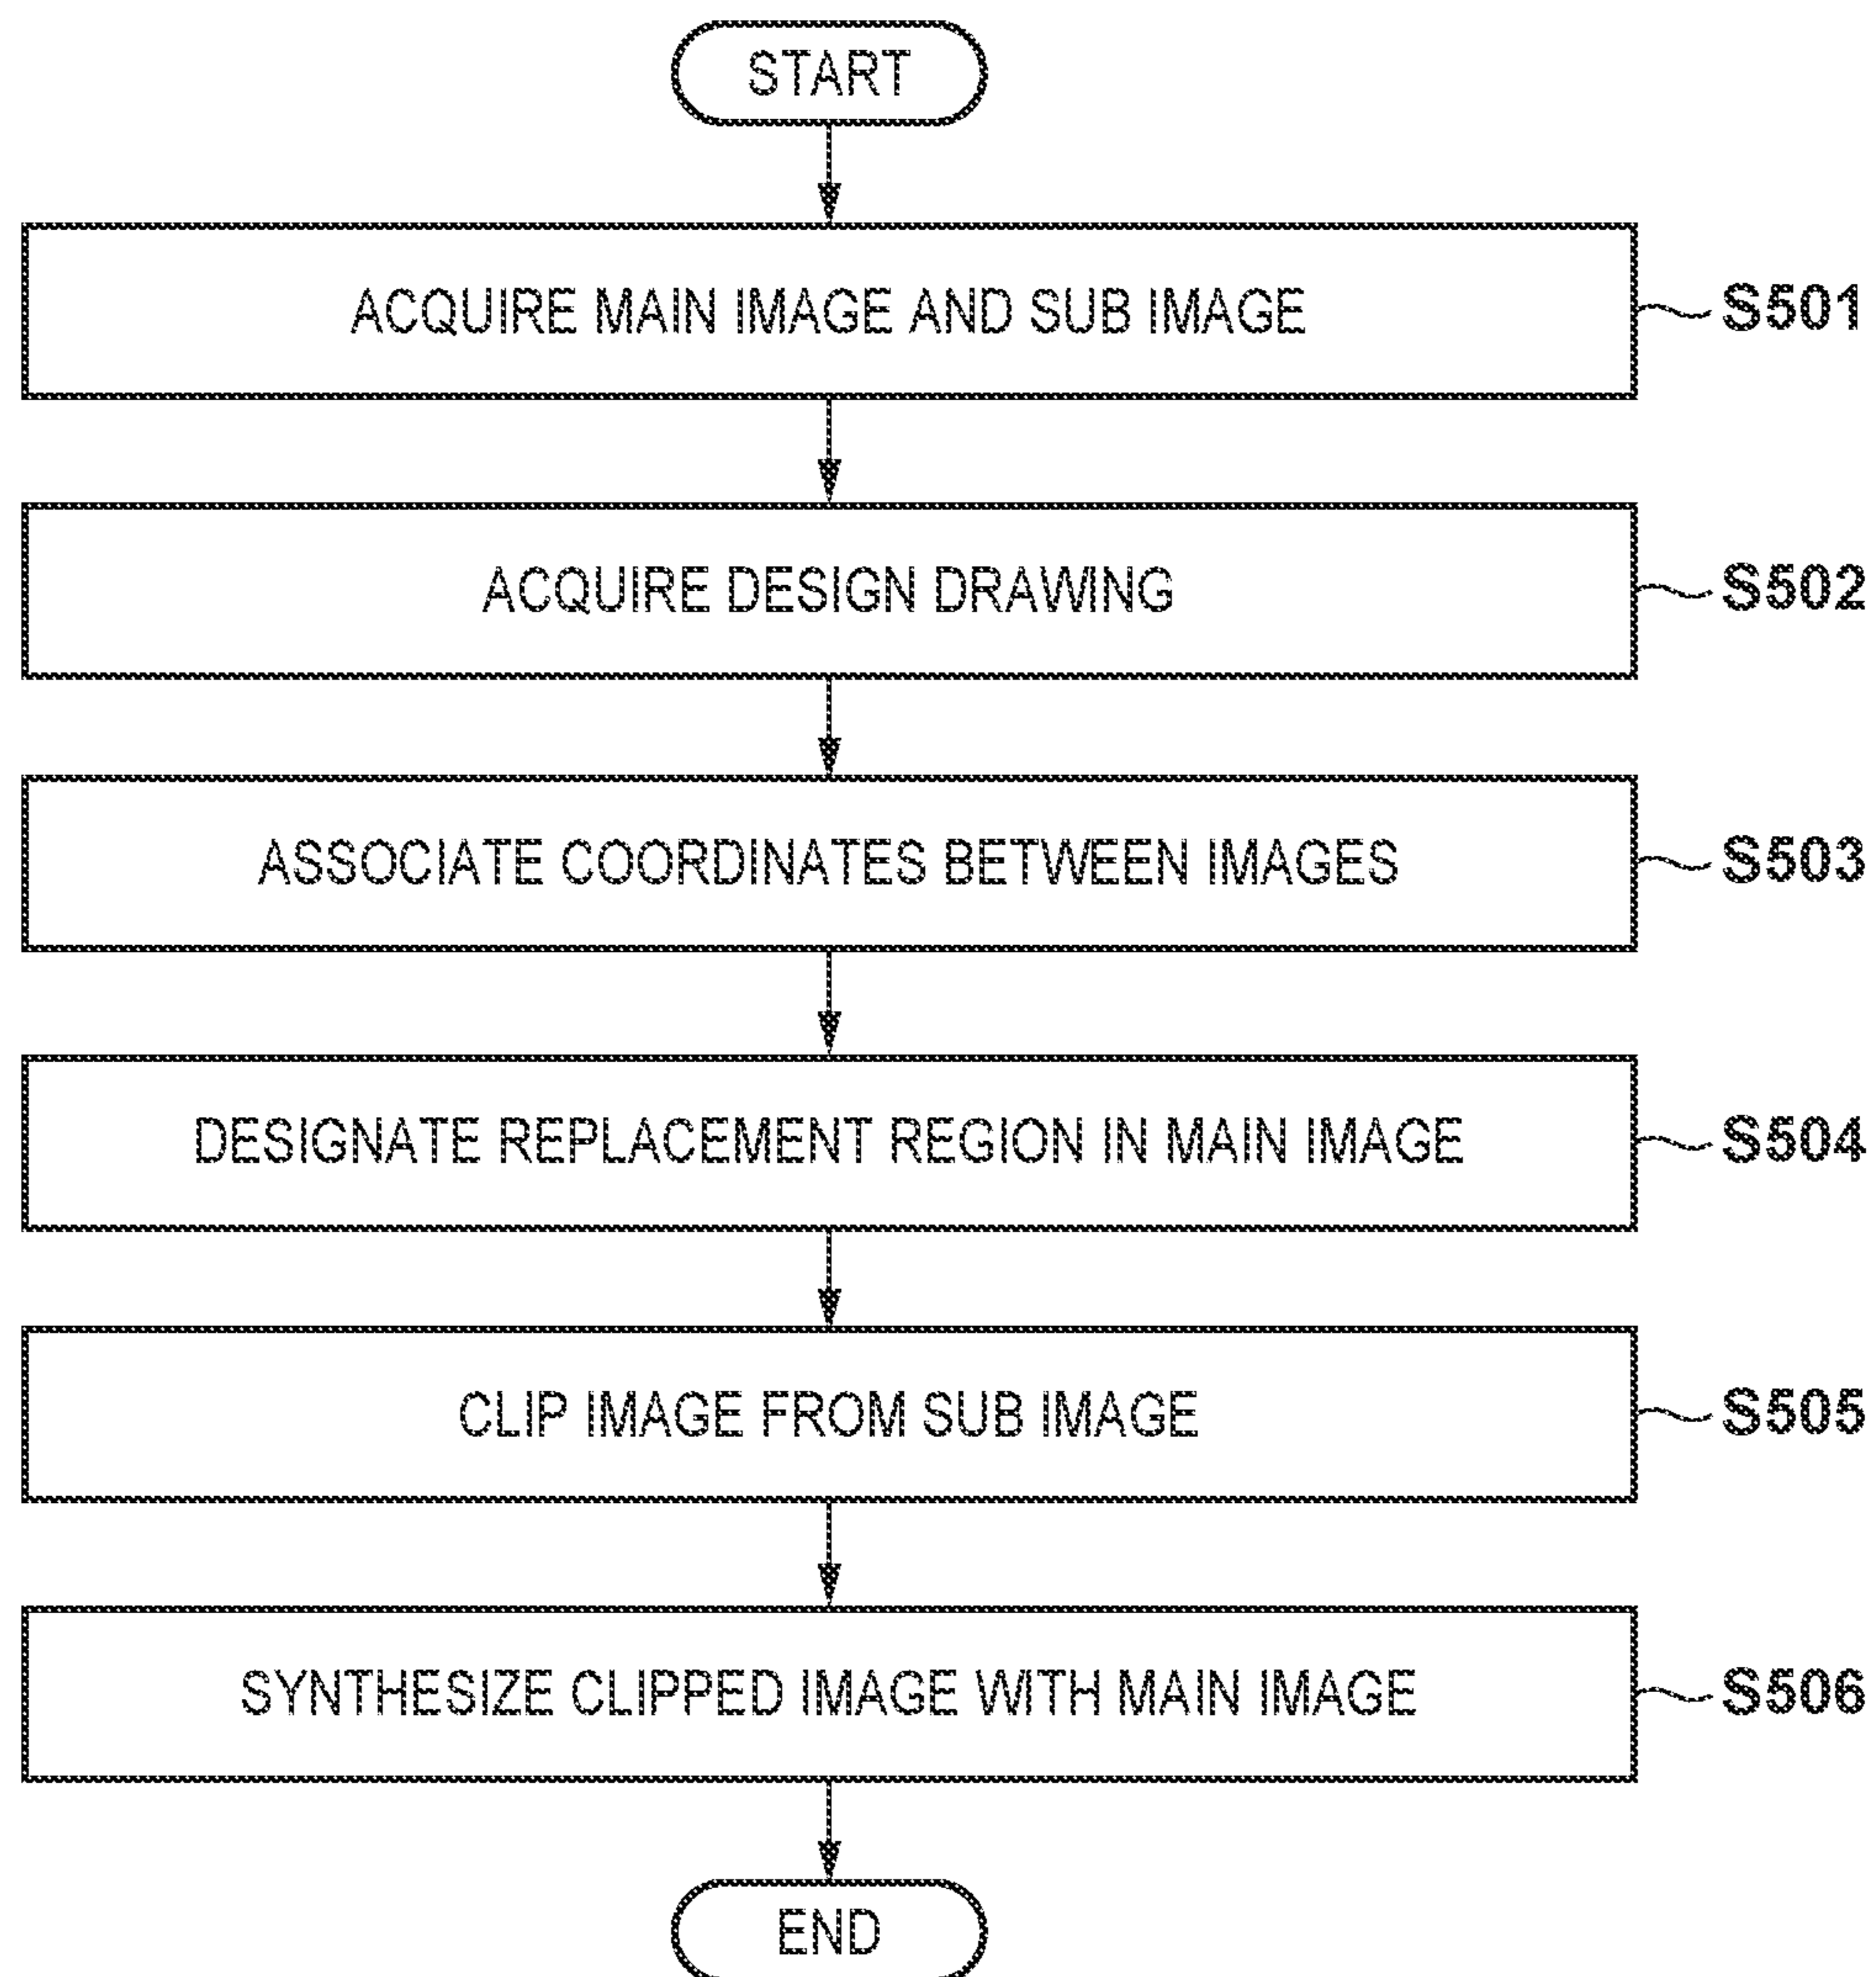 START
ACQUIRE MAIN IMAGE AND SUB IMAGE
S501
ACQUIRE DESIGN DRAWING
S502
ASSOCIATE COORDINATES BETWEEN IMAGES
S503
DESIGNATE REPLACEMENT REGION IN MAIN IMAGE
S504
CLIP IMAGE FROM SUB IMAGE
S505
SYNTHESIZE CLIPPED IMAGE WITH MAIN IMAGE
S506
END